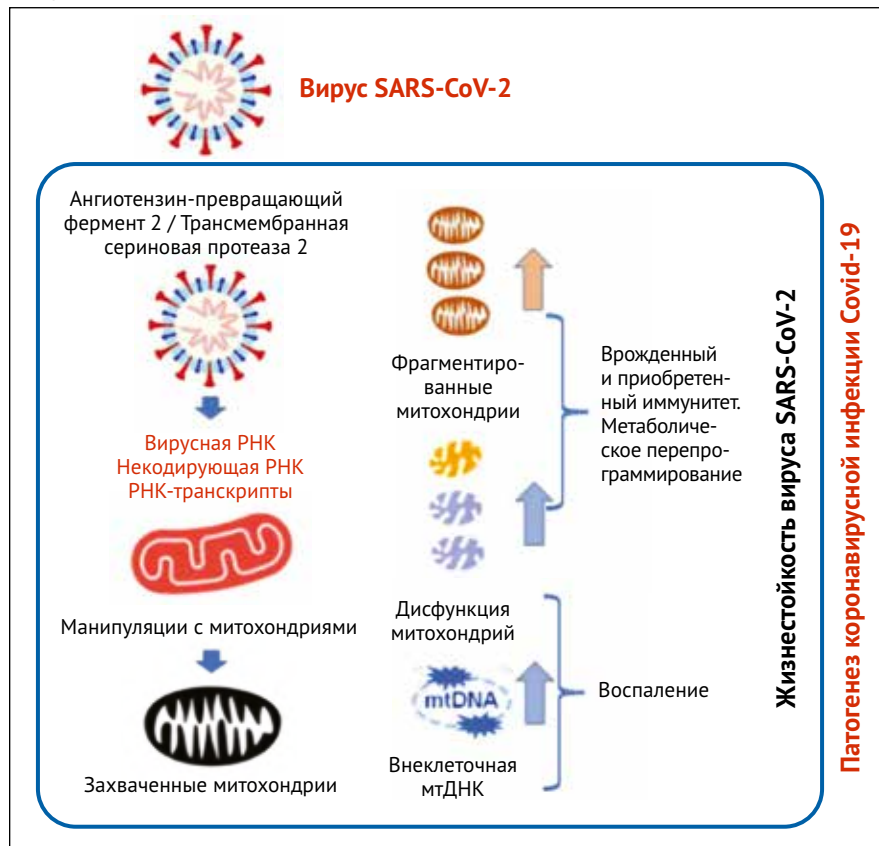 Вирус SARS-CoV-2
Ангиотензин-превращающий
фермент 2 / Трансмембранная
сериновая протеаза 2
Вирусная РНК
Некодирующая РНК
РНК-транскрипты
Манипуляции с митохондриями
Захваченные митохондрии
Фрагментиро-
ванные
митохондрии
Дисфункция
митохондрий
mtDNA
Внеклеточная
мтДНК
Врожденный
и приобретен-
ный иммунитет.
Метаболиче-
ское перепро-
граммирование
Воспаление
Жизнестойкость вируса SARS-CoV-2
Патогенез коронавирусной инфекции Covid-19